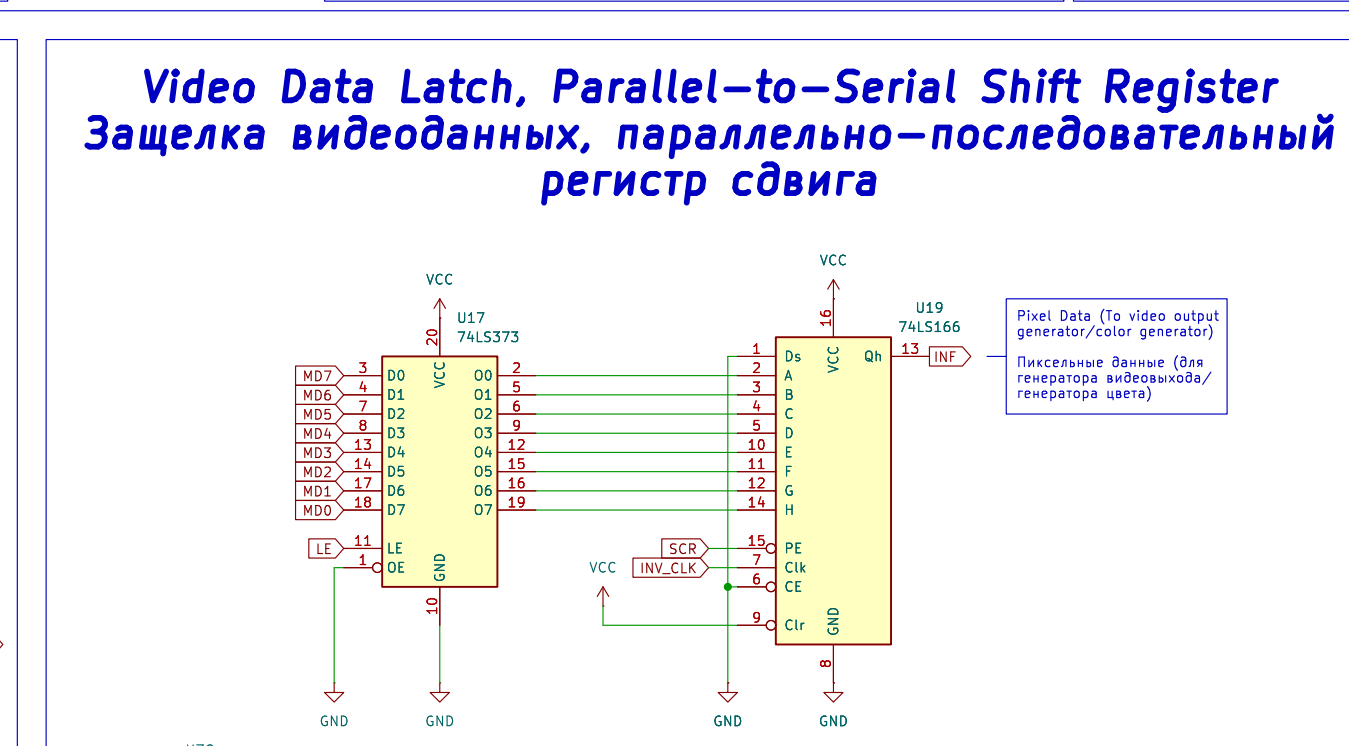 Video Data Latch, Parallel-to-Serial Shift Register
Защелка видеоданных, параллельно-последовательный
регистр сдвига
VCC
U17
74LS373
20
VCC
MD7 3 D0 O0 2
MD6 4 D1 O1 5
MD5 7 D2 O2 6
MD4 8 D3 O3 9
MD3 13 D4 O4 12
MD2 14 D5 O5 15
MD1 17 D6 O6 16
MD0 18 D7 O7 19
LE 11 LE
1 OE
GND
10
GND
GND
VCC
U19
74LS166
16
VCC
1 Ds Qh 13 INF
2 A
3 B
4 C
5 D
10 E
11 F
12 G
14 H
SCR 15 PE
INV_CLK 7 Clk
6 CE
VCC
9 Clr
GND
8
GND
GND
Pixel Data (To video output
generator/color generator)
Пиксельные данные (для
генератора видеовыхода/
генератора цвета)